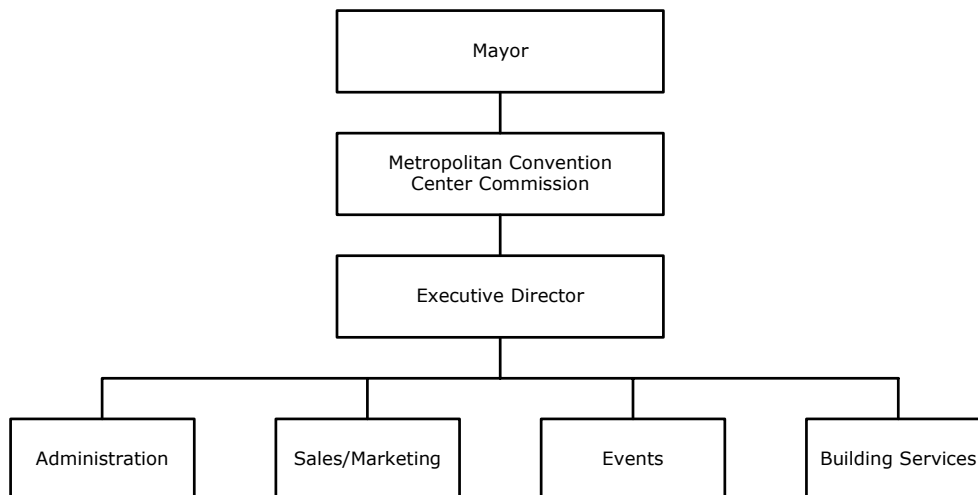 Mayor
Metropolitan Convention
Center Commission
Executive Director
Administration
Sales/Marketing
Events
Building Services